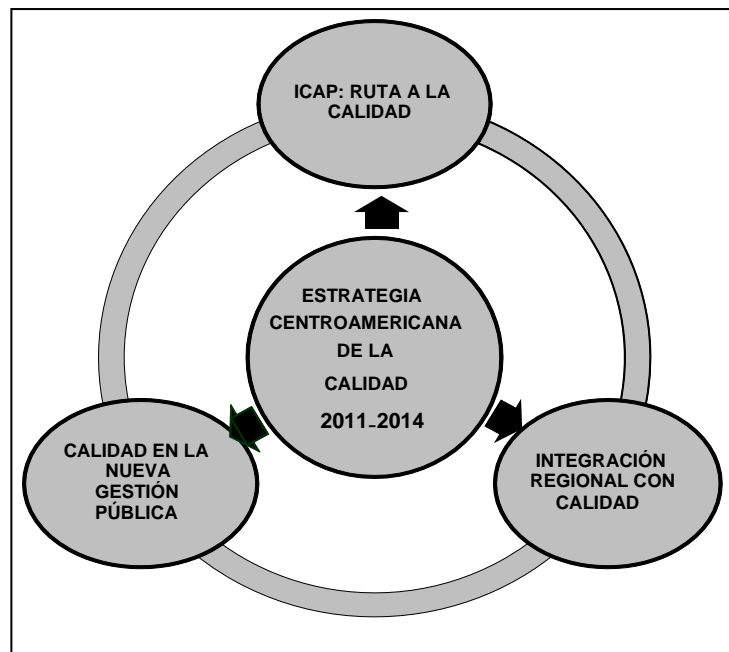 ICAP: RUTA A LA
CALIDAD
ESTRATEGIA
CENTROAMERICANA
DE LA
CALIDAD
2011-2014
CALIDAD EN LA
NUEVA
GESTIÓN
PÚBLICA
INTEGRACIÓN
REGIONAL CON
CALIDAD